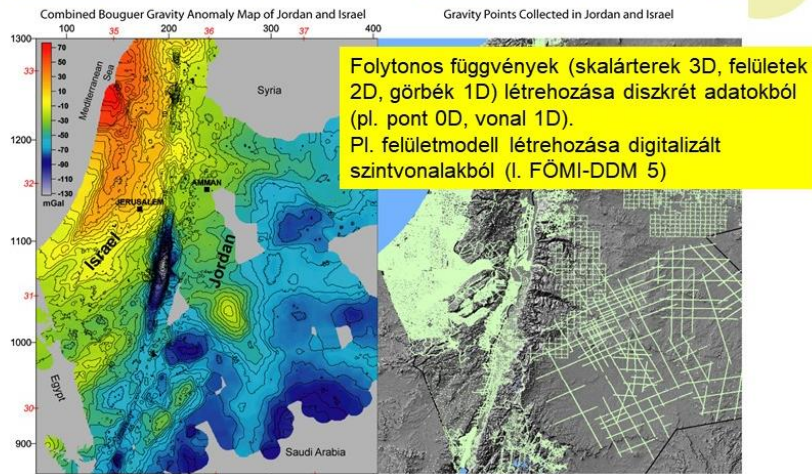 Combined Bouguer Gravity Anomaly Map of Jordan and Israel
Gravity Points Collected in Jordan and Israel
Folytonos függvények (skalárterek 3D, felületek
2D, görbék 1D) létrehozása diszkrét adatokból
(pl. pont 0D, vonal 1D).
Pl. felületmodell létrehozása digitalizált
szintvonalakból (l. FÖMI-DDM 5)
100 35 200 36 37 400
1300
33
1200
32
1100
31
1000
30
900
70
50
30
10
-10
-30
-50
-70
-90
-110
-130
mGal
Mediterranean
Sea
Syria
AMMAN
JERUSALEM
Israel
Jordan
Egypt
Saudi Arabia